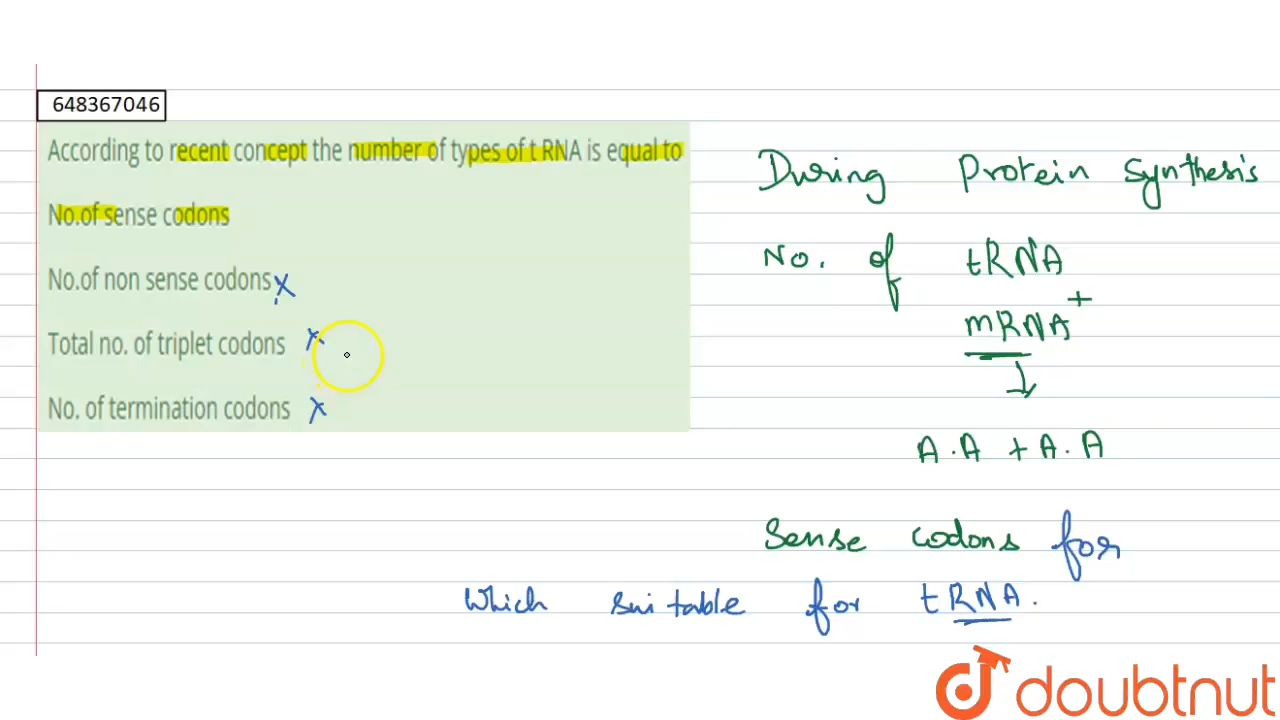 648367046
According to recent concept the number of types of t RNA is equal to
No.of sense codons
No.of non sense codons
Total no. of triplet codons
No. of termination codons
During Protein Synthesis
No. of tRNA
+
mRNA
A.A + A.A
Sense codons for
Which suitable for tRNA.
doubtnut